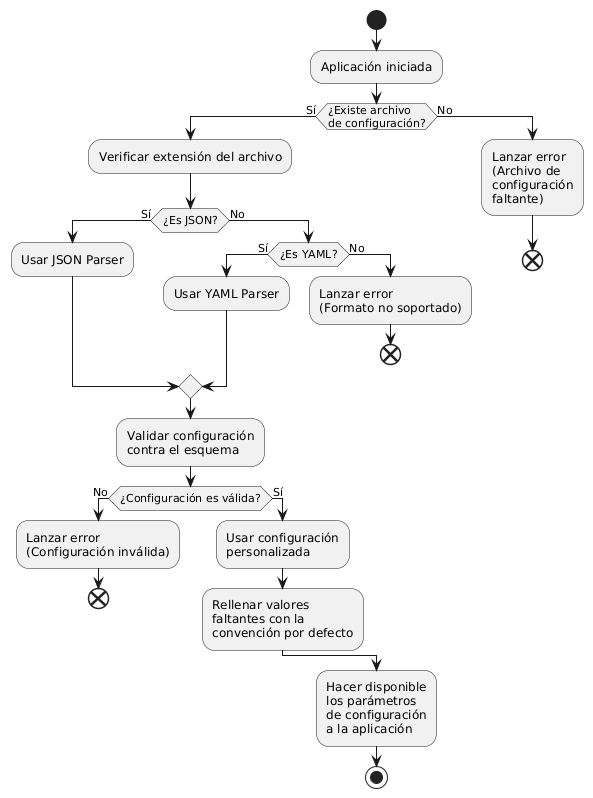 Aplicación iniciada
¿Existe archivo
de configuración?
Sí
No
Verificar extensión del archivo
Lanzar error
(Archivo de
configuración
faltante)
¿Es JSON?
Sí
No
Usar JSON Parser
¿Es YAML?
Sí
No
Usar YAML Parser
Lanzar error
(Formato no soportado)
Validar configuración
contra el esquema
¿Configuración es válida?
No
Sí
Lanzar error
(Configuración inválida)
Usar configuración
personalizada
Rellenar valores
faltantes con la
convención por defecto
Hacer disponible
los parámetros
de configuración
a la aplicación